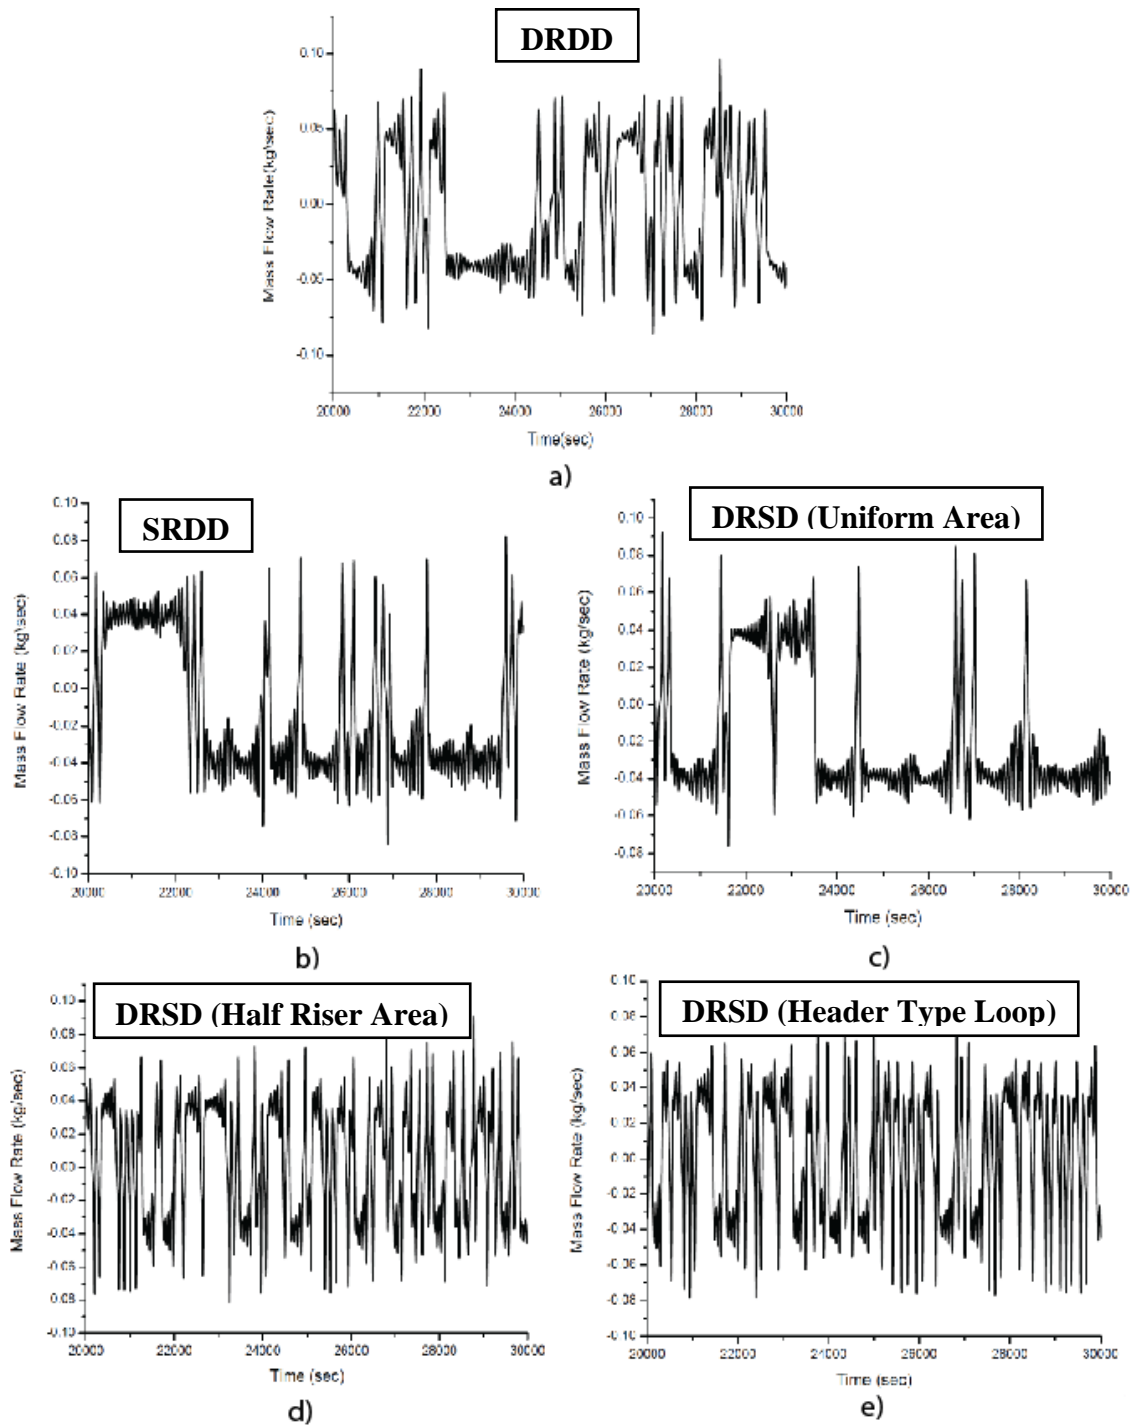 DRDD
0.10
0.05
0.00
-0.05
-0.10
Mass Flow Rate(kg\sec)
20000 22000 24000 26000 28000 30000
Time(sec)
a)
SRDD
0.10
0.08
0.06
0.04
0.02
0.00
-0.02
-0.04
-0.06
-0.08
-0.10
Mass Flow Rate (kg\sec)
20000 22000 24000 26000 28000 30000
Time (sec)
b)
DRSD (Uniform Area)
0.10
0.08
0.06
0.04
0.02
0.00
-0.02
-0.04
-0.06
-0.08
Mass Flow Rate (kg/sec)
20000 22000 24000 26000 28000 30000
Time (sec)
c)
DRSD (Half Riser Area)
0.10
0.08
0.06
0.04
0.02
0.00
-0.02
-0.04
-0.06
-0.08
-0.10
Mass Flow Rate (kg/sec)
20000 22000 24000 26000 28000 30000
Time (sec)
d)
DRSD (Header Type Loop)
0.10
0.08
0.06
0.04
0.02
0.00
-0.02
-0.04
-0.06
-0.08
-0.10
Mass Flow Rate (kg/sec)
20000 22000 24000 26000 28000 30000
Time (sec)
e)